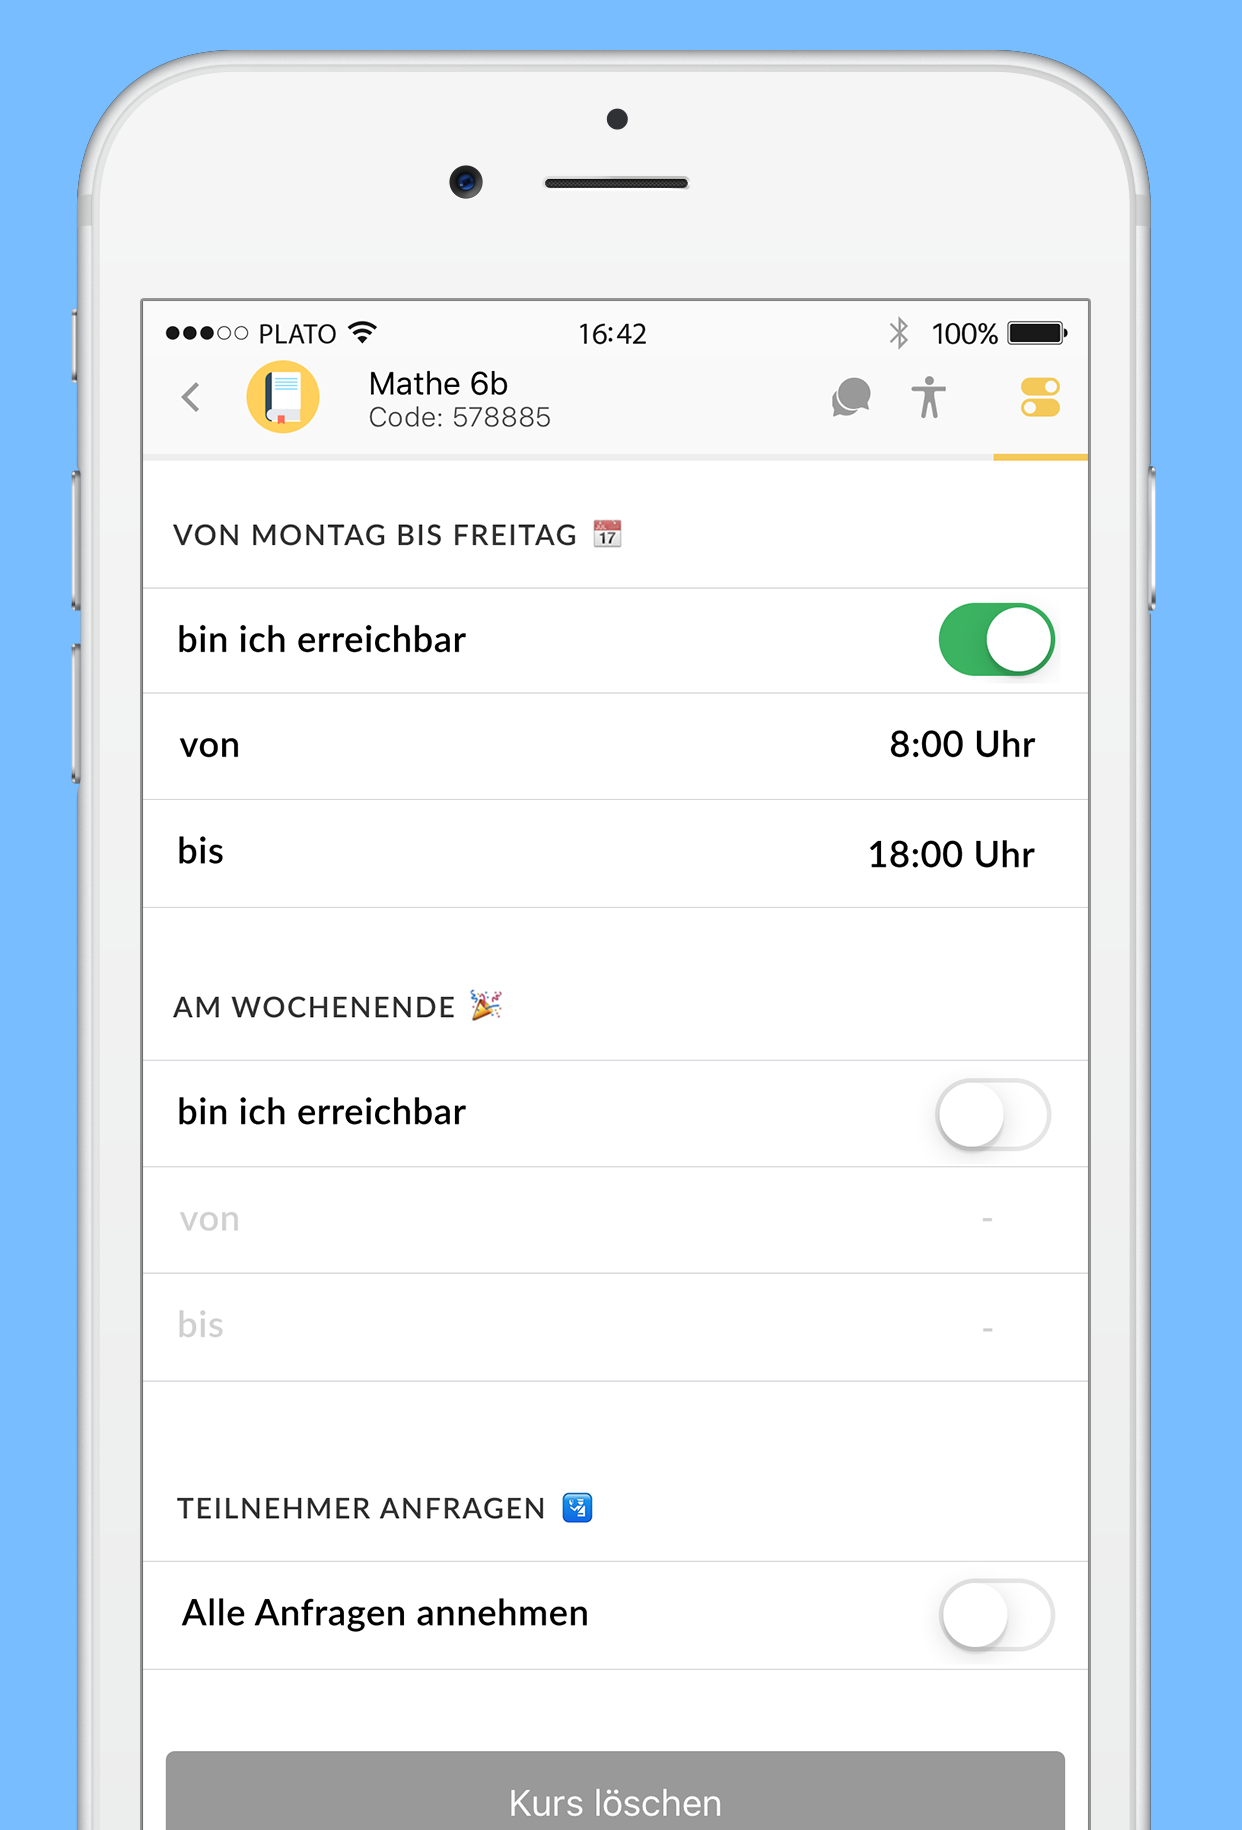 PLATO 16:42 100%
Mathe 6b
Code: 578885
VON MONTAG BIS FREITAG 17
bin ich erreichbar
von 8:00 Uhr
bis 18:00 Uhr
AM WOCHENENDE
bin ich erreichbar
von -
bis -
TEILNEHMER ANFRAGEN
Alle Anfragen annehmen
Kurs löschen